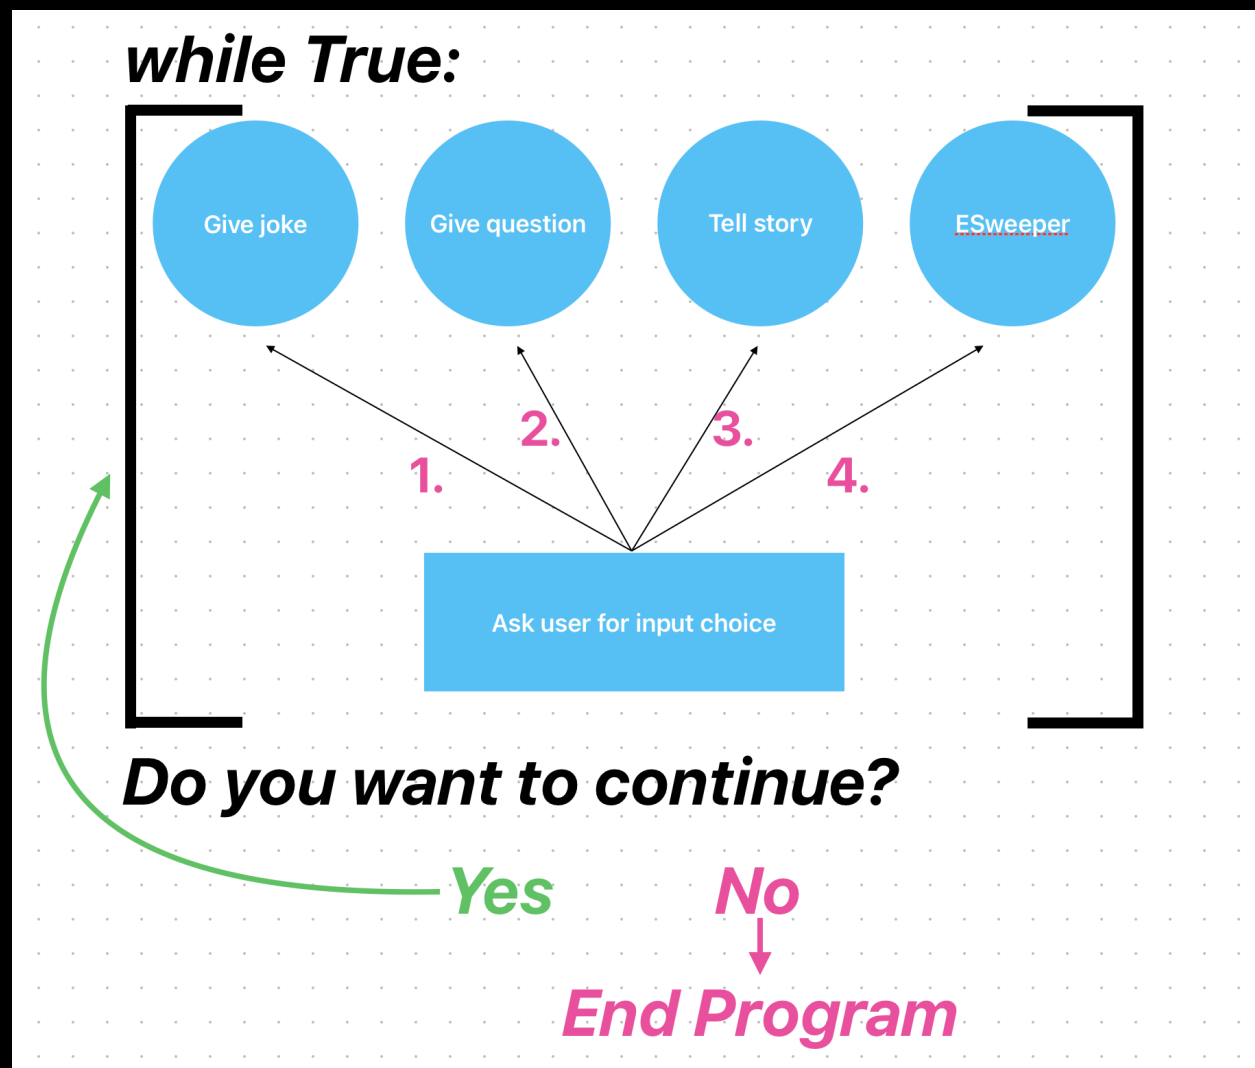 while True:
Give joke
Give question
Tell story
ESweeper
2.
3.
1.
4.
Ask user for input choice
Do you want to continue?
Yes
No
End Program